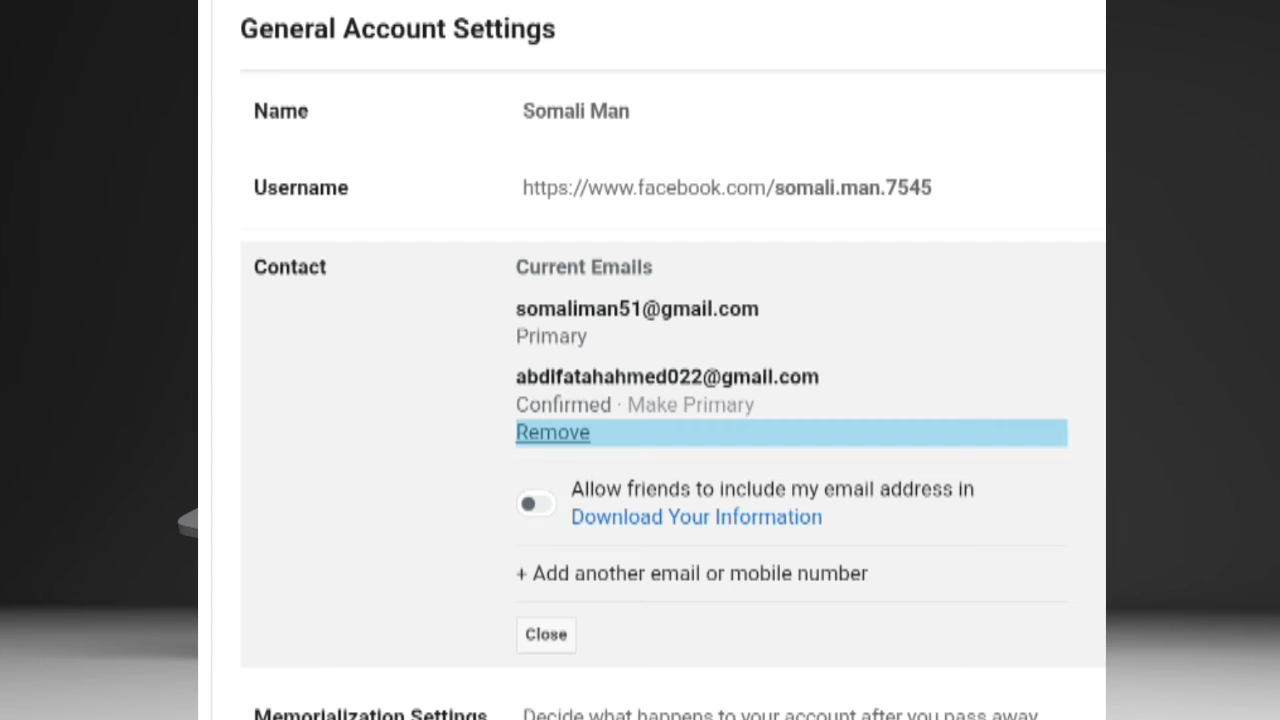 General Account Settings
Name Somali Man
Username https://www.facebook.com/somali.man.7545
Contact Current Emails
somaliman51@gmail.com
Primary
abdifatahahmed022@gmail.com
Confirmed · Make Primary
Remove
Allow friends to include my email address in
Download Your Information
+ Add another email or mobile number
Close
Memorialization Settings Decide what happens to your account after you pass away